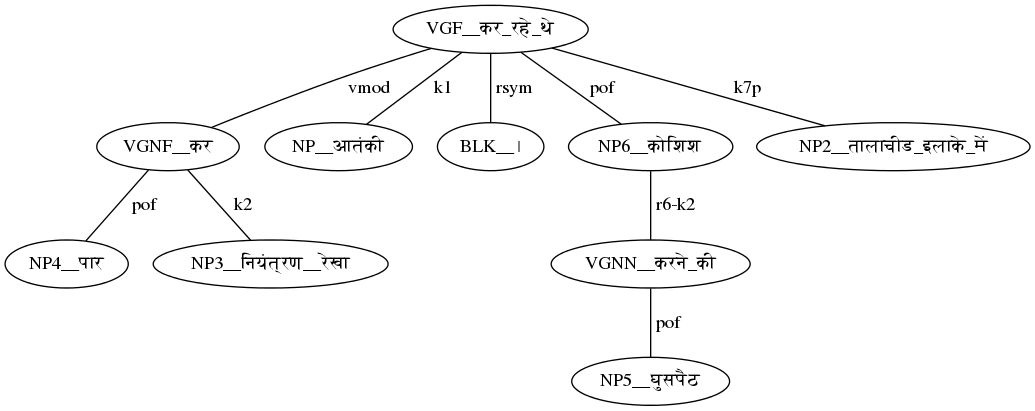 VGF__कर_रहे_थे
vmod
k1
rsym
pof
k7p
VGNF__कर
NP__आतंकी
BLK__।
NP6__कोशिश
NP2__तालाचीड_इलाके_में
pof
k2
r6-k2
NP4__पार
NP3__नियंत्रण__रेखा
VGNN__करने_की
pof
NP5__घुसपैठ